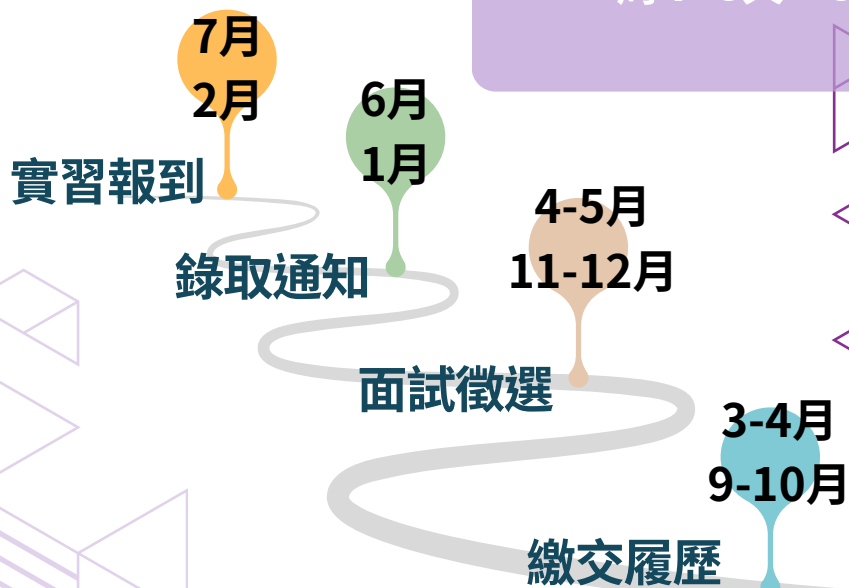 7月
2月
實習報到
6月
1月
錄取通知
4-5月
11-12月
面試徵選
3-4月
9-10月
繳交履歷